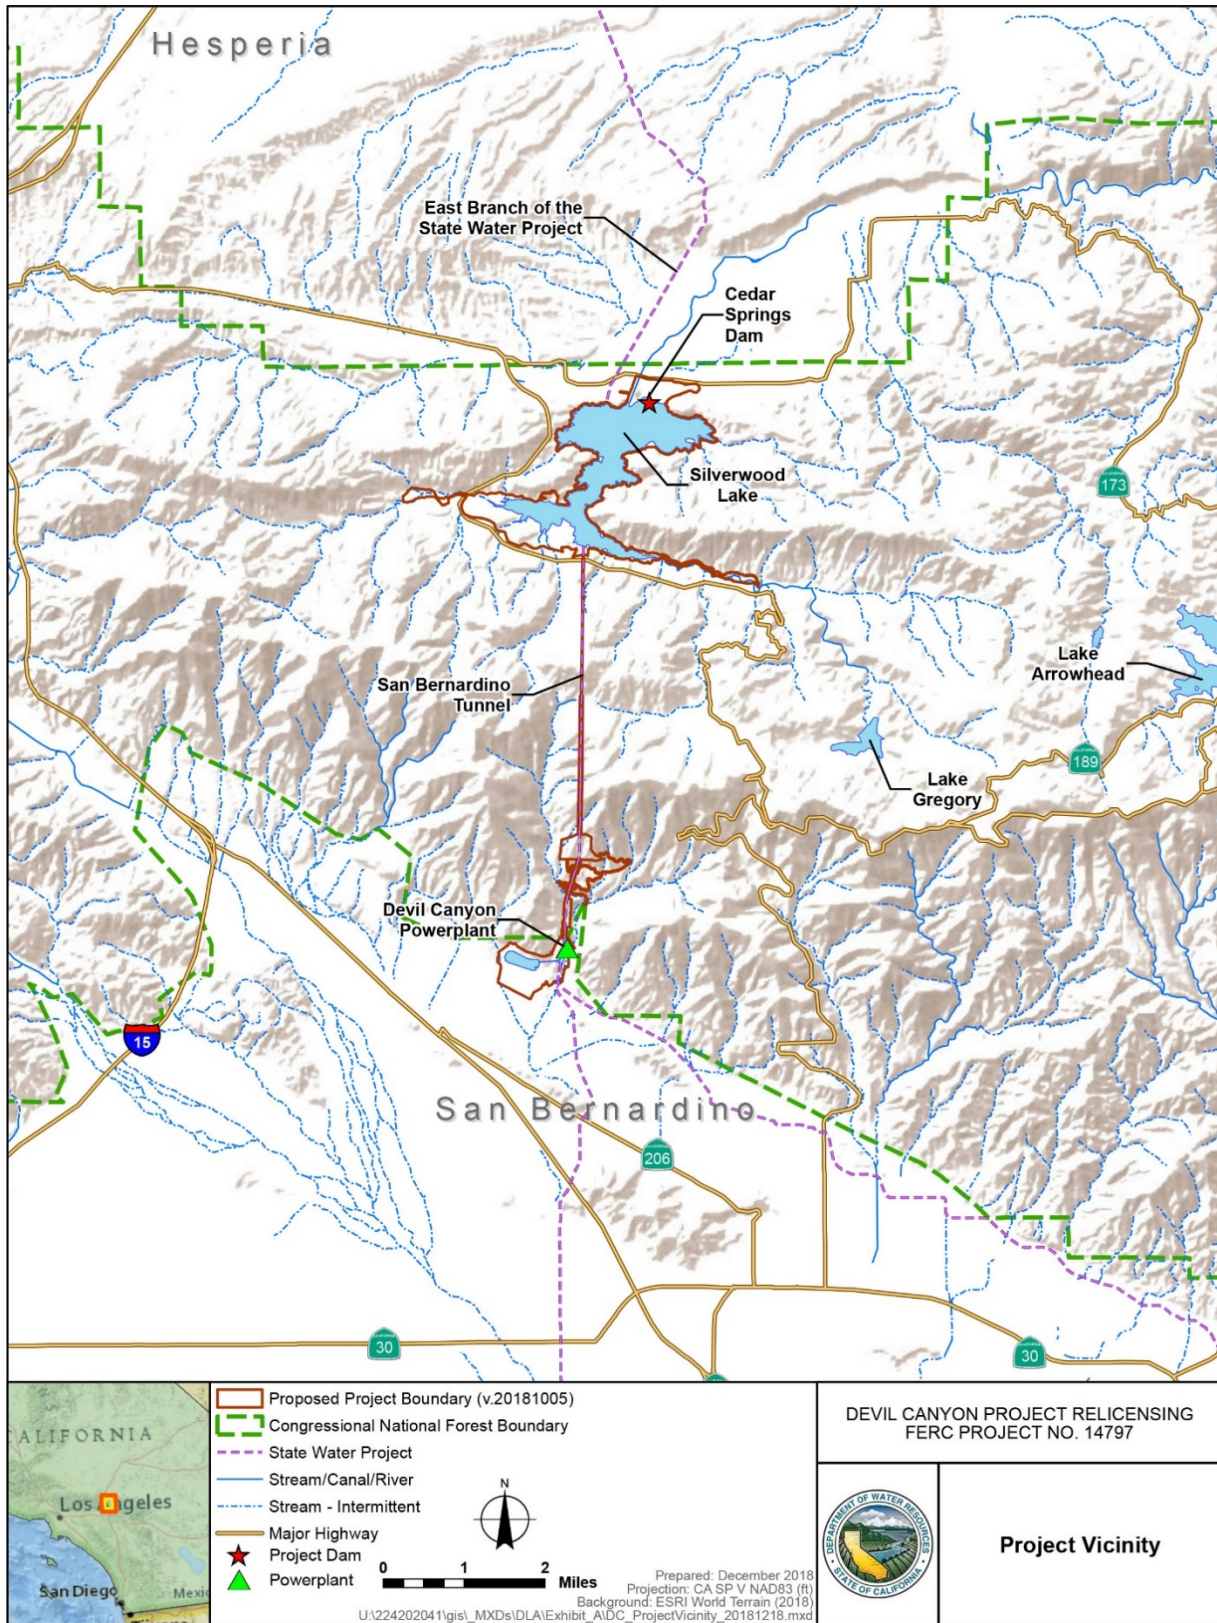 Hesperia
East Branch of the
State Water Project
Cedar
Springs
Dam
Silverwood
Lake
173
San Bernardino
Tunnel
Lake
Arrowhead
189
Lake
Gregory
Devil Canyon
Powerplant
15
San Bernardino
206
30
30
CALIFORNIA
Los Angeles
San Diego
Mexic
Proposed Project Boundary (v.20181005)
Congressional National Forest Boundary
State Water Project
Stream/Canal/River
Stream - Intermittent
Major Highway
Project Dam
Powerplant
N
0 1 2
Miles
Prepared: December 2018
Projection: CA SP V NAD83 (ft)
Background: ESRI World Terrain (2018)
U:\224202041\gis\_MXDs\DLA\Exhibit_A\DC_ProjectVicinity_20181218.mxd
DEVIL CANYON PROJECT RELICENSING
FERC PROJECT NO. 14797
DEPARTMENT OF WATER RESOURCES
STATE OF CALIFORNIA
Project Vicinity